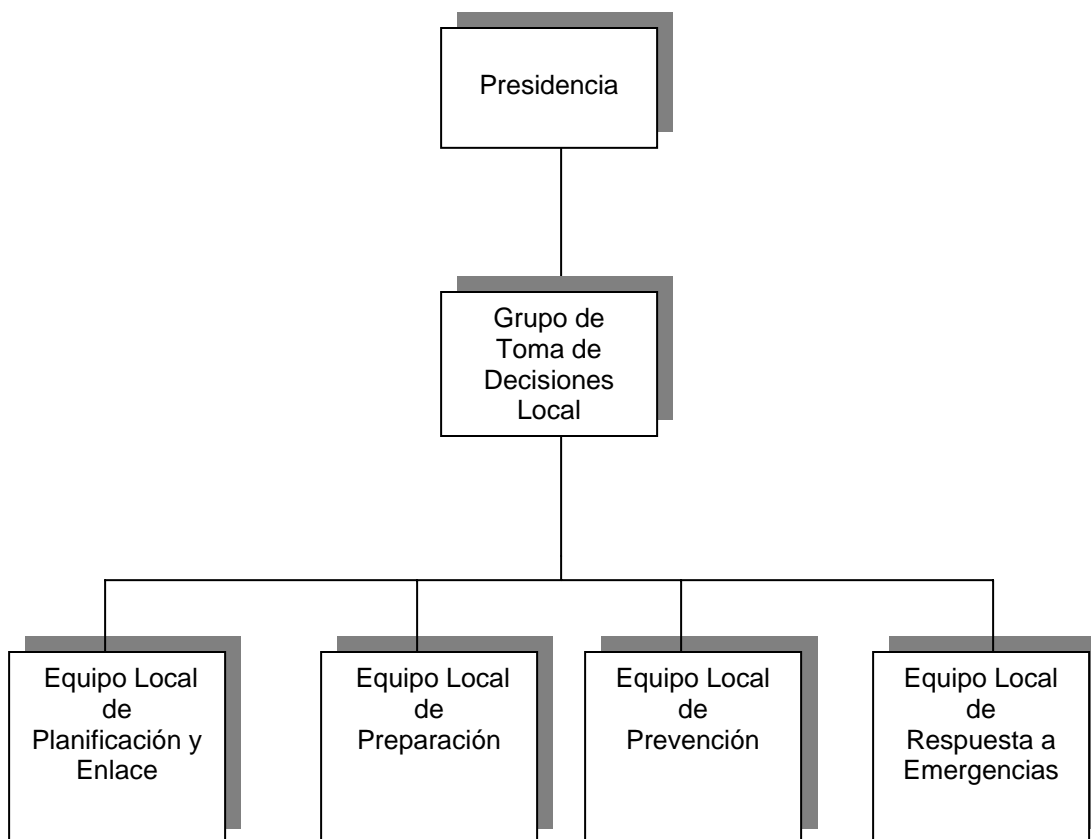 Presidencia
Grupo de
Toma de
Decisiones
Local
Equipo Local
de
Planificación y
Enlace
Equipo Local
de
Preparación
Equipo Local
de
Prevención
Equipo Local
de
Respuesta a
Emergencias